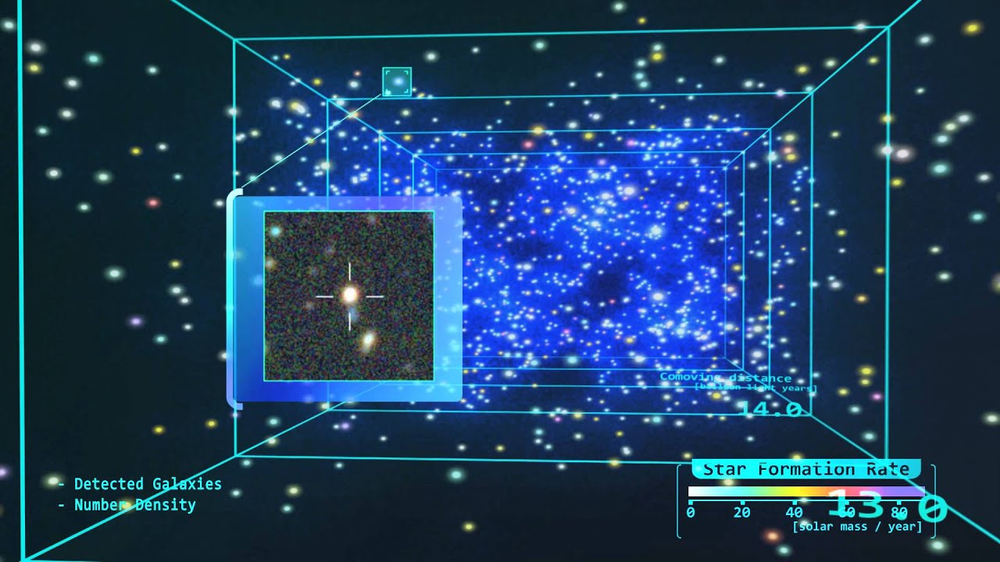 Comoving distance
[billion light years]
14.0
- Detected Galaxies
- Number Density
Star Formation Rate
13.0
0 20 40 60 80
[solar mass / year]